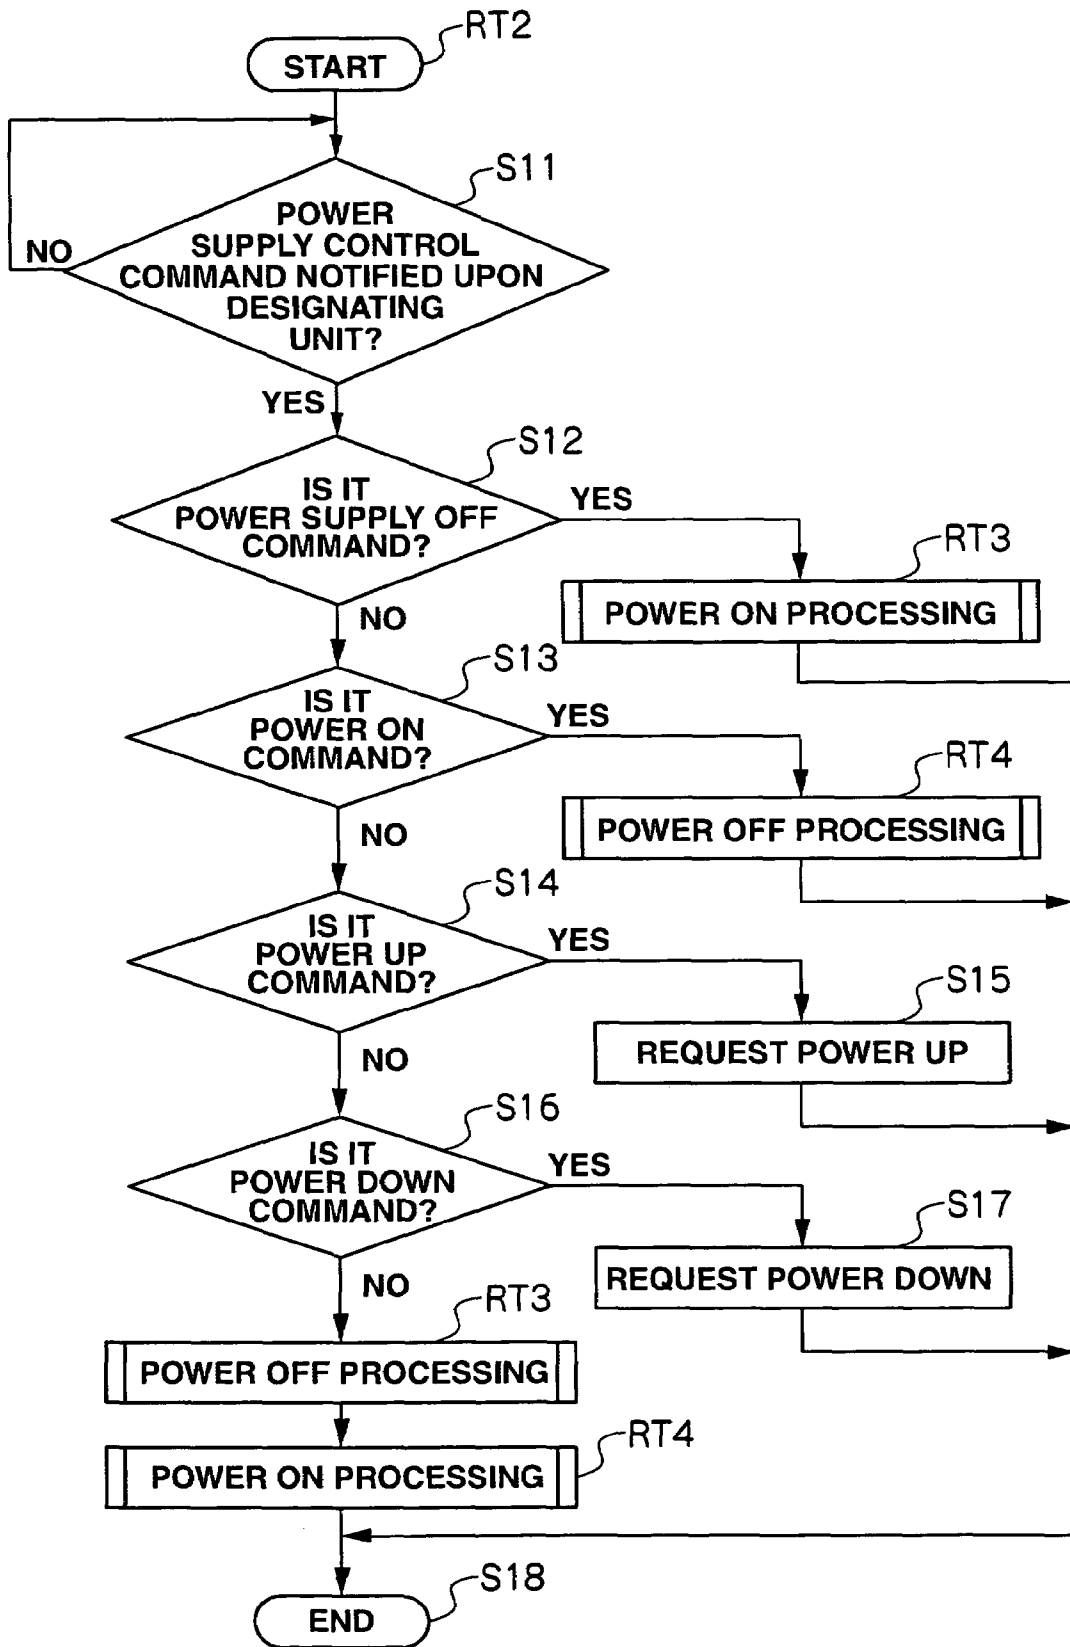 RT2
START
S11
POWER
SUPPLY CONTROL
COMMAND NOTIFIED UPON
DESIGNATING
UNIT?
NO
YES
S12
IS IT
POWER SUPPLY OFF
COMMAND?
YES
NO
RT3
POWER ON PROCESSING
S13
IS IT
POWER ON
COMMAND?
YES
NO
RT4
POWER OFF PROCESSING
S14
IS IT
POWER UP
COMMAND?
YES
NO
S15
REQUEST POWER UP
S16
IS IT
POWER DOWN
COMMAND?
YES
NO
S17
REQUEST POWER DOWN
RT3
POWER OFF PROCESSING
RT4
POWER ON PROCESSING
S18
END